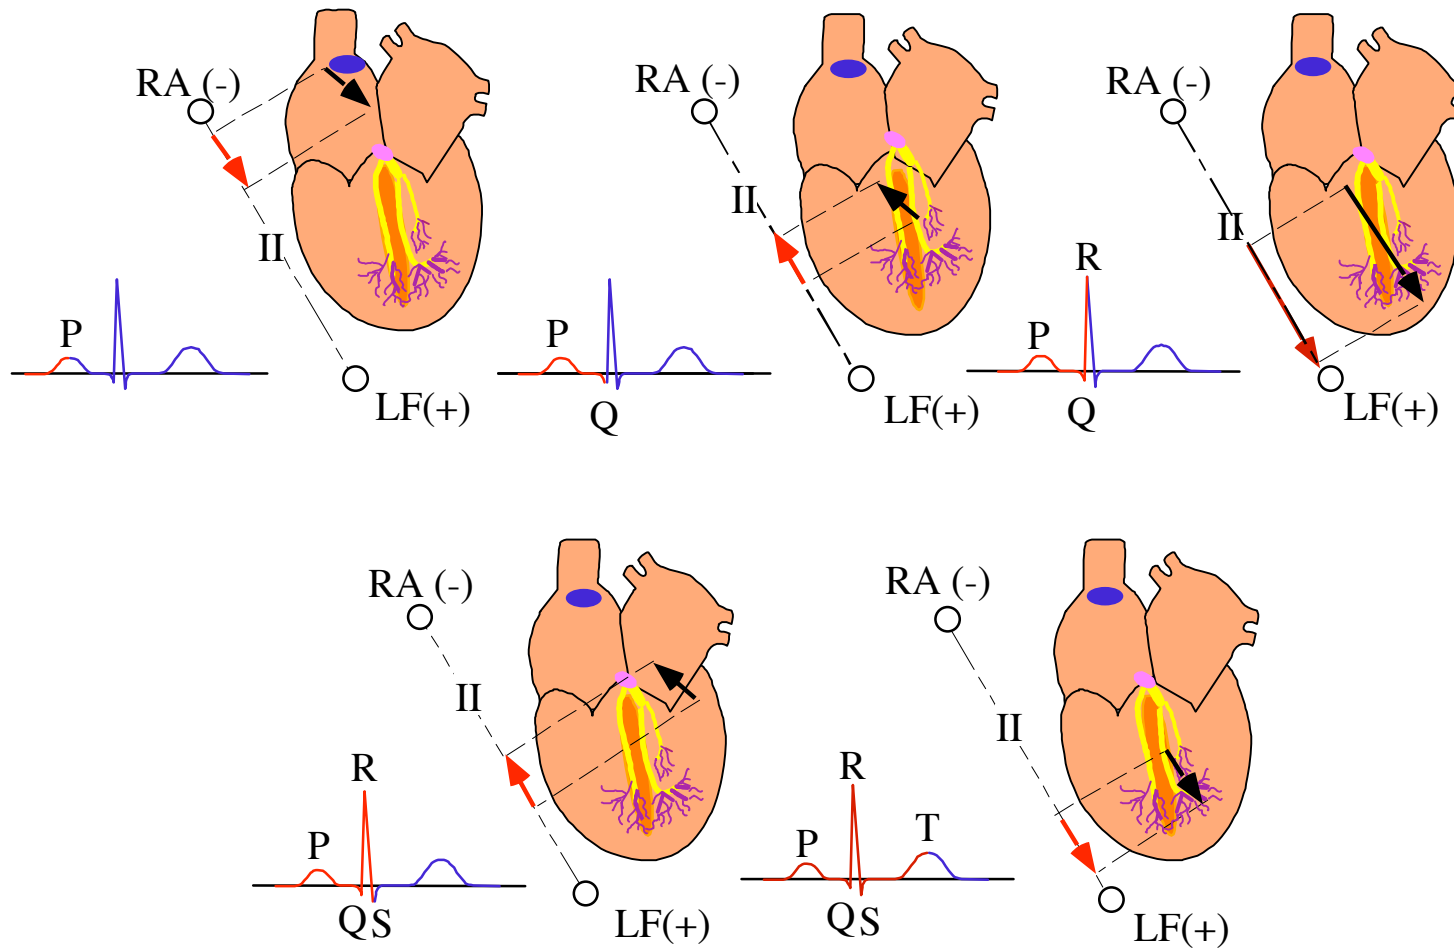 RA (-)
II
P
LF(+)
RA (-)
II
P
Q
LF(+)
RA (-)
II
R
P
Q
LF(+)
RA (-)
II
R
P
QS
LF(+)
RA (-)
II
R
P
T
QS
LF(+)